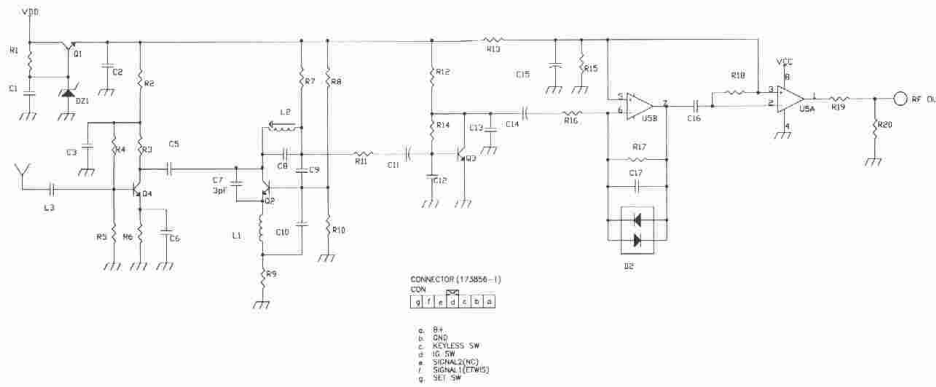 VDD
R1
C1
Q1
DZ1
C2
R2
C3
R4
R3
C5
L3
R5
R6
Q4
C6
L2
R7
R8
C8
C9
C7
3pF
Q2
L1
C10
R10
R9
R11
C11
R12
R14
C12
C13
Q3
C14
R13
C15
R15
R16
5
6
7
U5B
R17
C17
D2
C16
R18
VCC
8
3
2
1
4
U5A
R19
R20
CONNECTOR(173856-1)
CON
g f e d c b a
a. B+
b. GND
c. KEYLESS SW
d. IG SW
e. SIGNAL2(NC)
f. SIGNAL1(ETWIS)
g. SET SW